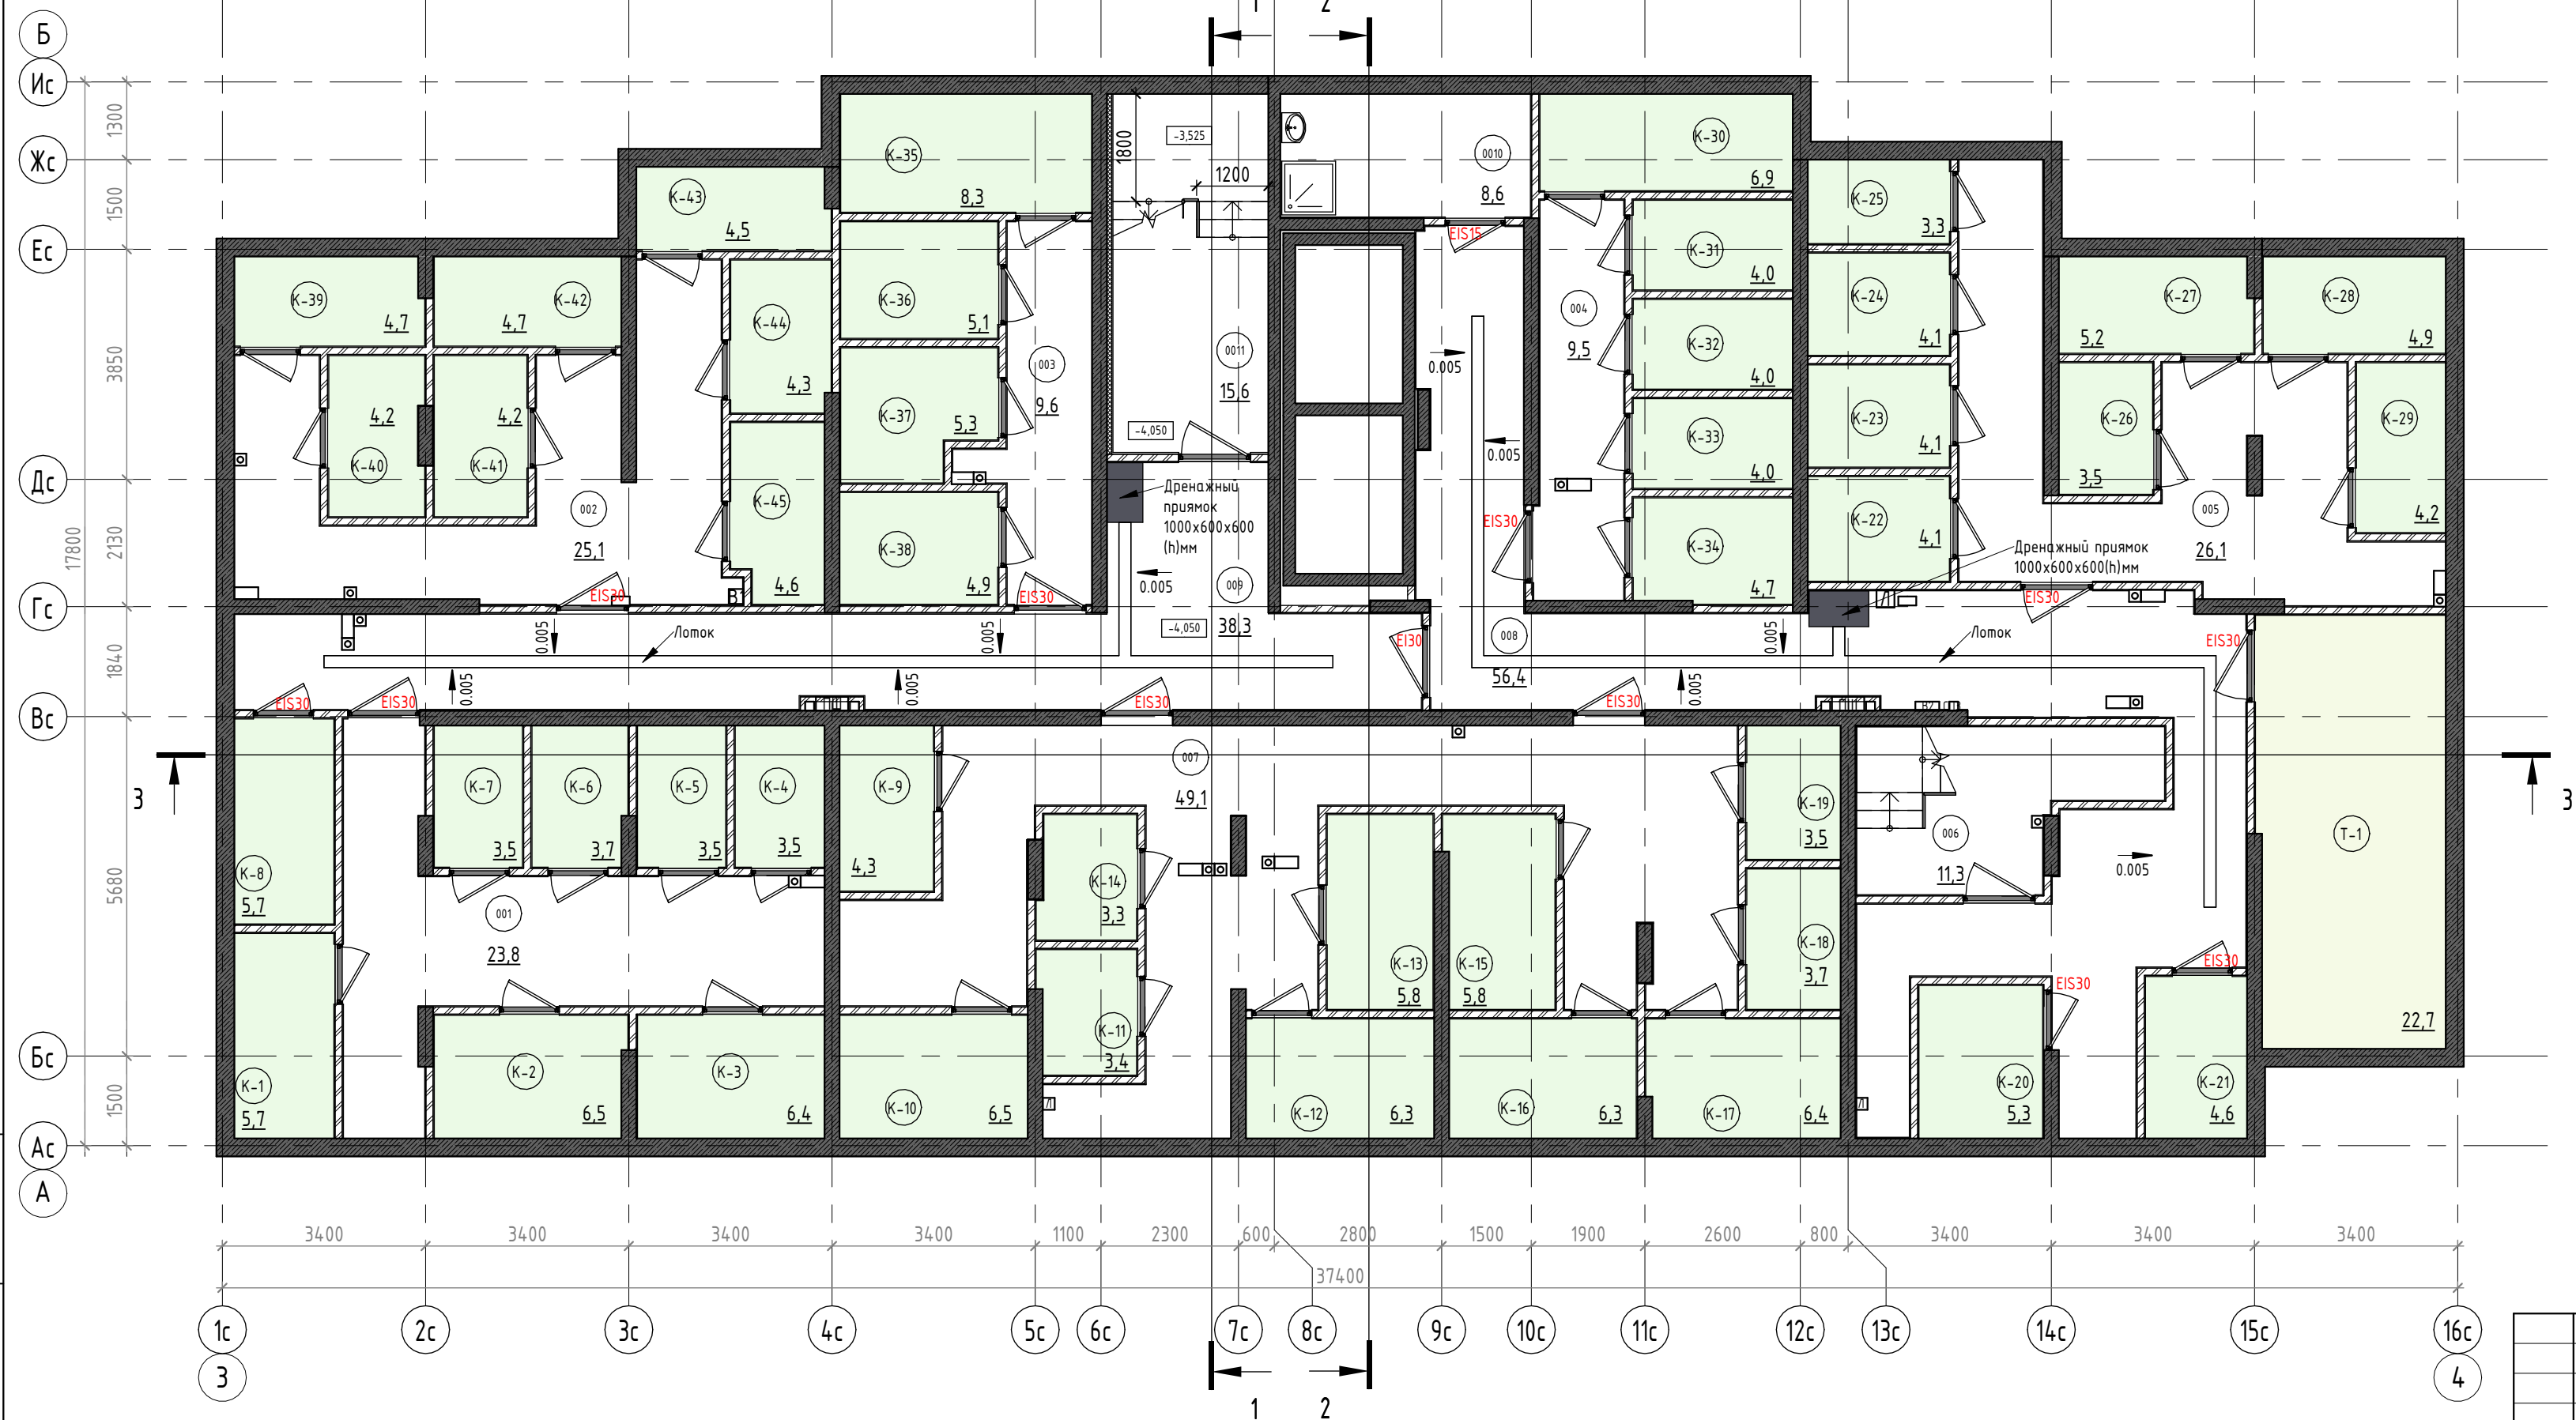 1 2
Б
Ис
Жс
Ес
Дс
Гс
Вс
Бс
Ас
А
1300
1500
3850
2130
1840
5680
1500
17800
К-35
8,3
К-43
4,5
1800
-3,525
1200
0010
8,6
К-30
6,9
К-25
3,3
EIS15
К-39
4,7
К-42
4,7
К-44
4,3
К-36
5,1
003
9,6
К-37
5,3
0011
15,6
-4,050
0.005
0.005
004
9,5
К-31
4,0
К-32
4,0
К-33
4,0
К-34
4,7
К-24
4,1
К-23
4,1
К-22
4,1
К-27
5,2
К-28
4,9
К-26
3,5
К-29
4,2
4,2
К-40
4,2
К-41
002
25,1
К-45
4,6
К-38
4,9
Дренажный
приямок
1000х600х600
(h)мм
0.005
009
38,3
-4,050
EIS30
005
26,1
Дренажный приямок
1000х600х600(h)мм
EIS30
EIS30
EIS30
0.005
Лоток
0.005
EI30
008
56,4
0.005
Лоток
EIS30
EIS30
EIS30
0.005
0.005
EIS30
EIS30
0.005
В2
3
К-8
5,7
К-7
3,5
К-6
3,7
К-5
3,5
К-4
3,5
К-9
4,3
007
49,1
К-14
3,3
К-13
5,8
К-15
5,8
К-19
3,5
К-18
3,7
006
11,3
0.005
Т-1
22,7
3
001
23,8
К-1
5,7
К-2
6,5
К-3
6,4
К-10
6,5
К-11
3,4
К-12
6,3
К-16
6,3
К-17
6,4
EIS30
К-20
5,3
EIS30
К-21
4,6
3400 3400 3400 3400 1100 2300 600 2800 1500 1900 2600 800 3400 3400 3400
37400
1с 2с 3с 4с 5с 6с 7с 8с 9с 10с 11с 12с 13с 14с 15с 16с
3 4
1 2